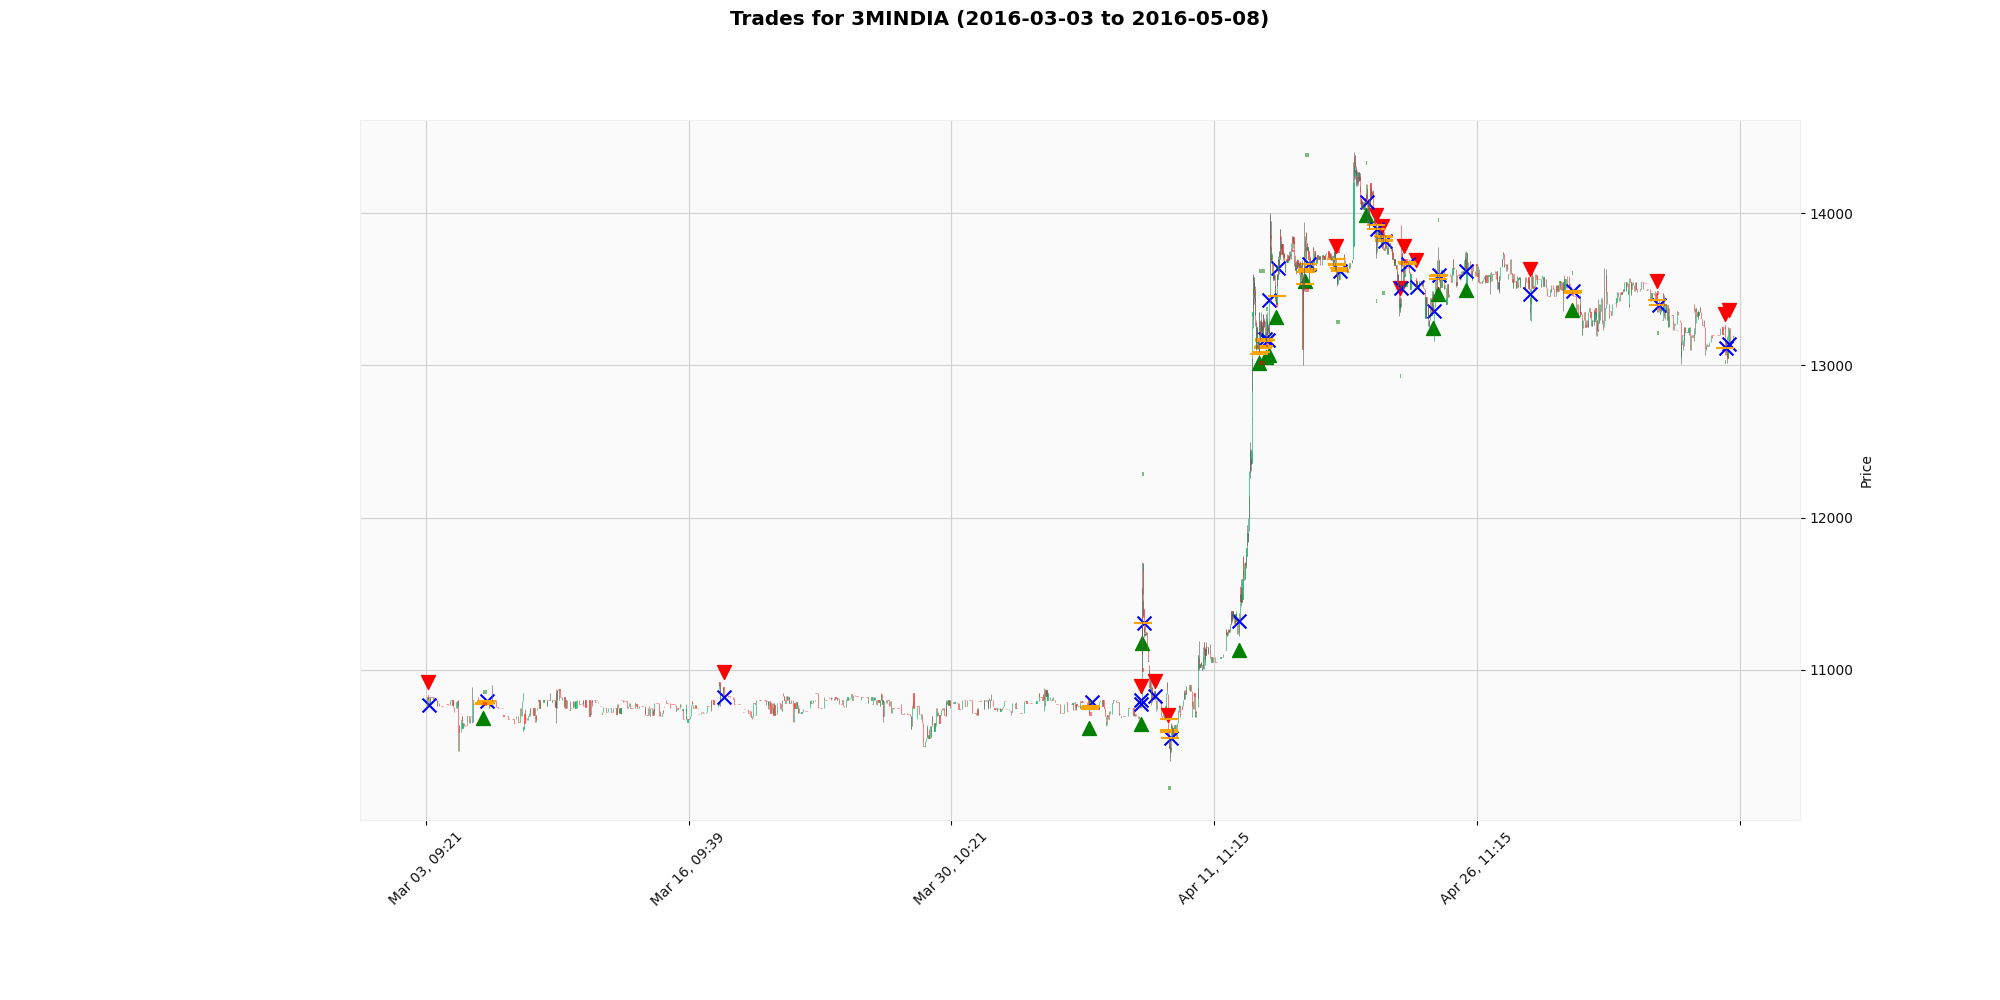 Trades for 3MINDIA (2016-03-03 to 2016-05-08)
14000
13000
12000
11000
Price
Mar 03, 09:21
Mar 16, 09:39
Mar 30, 10:21
Apr 11, 11:15
Apr 26, 11:15